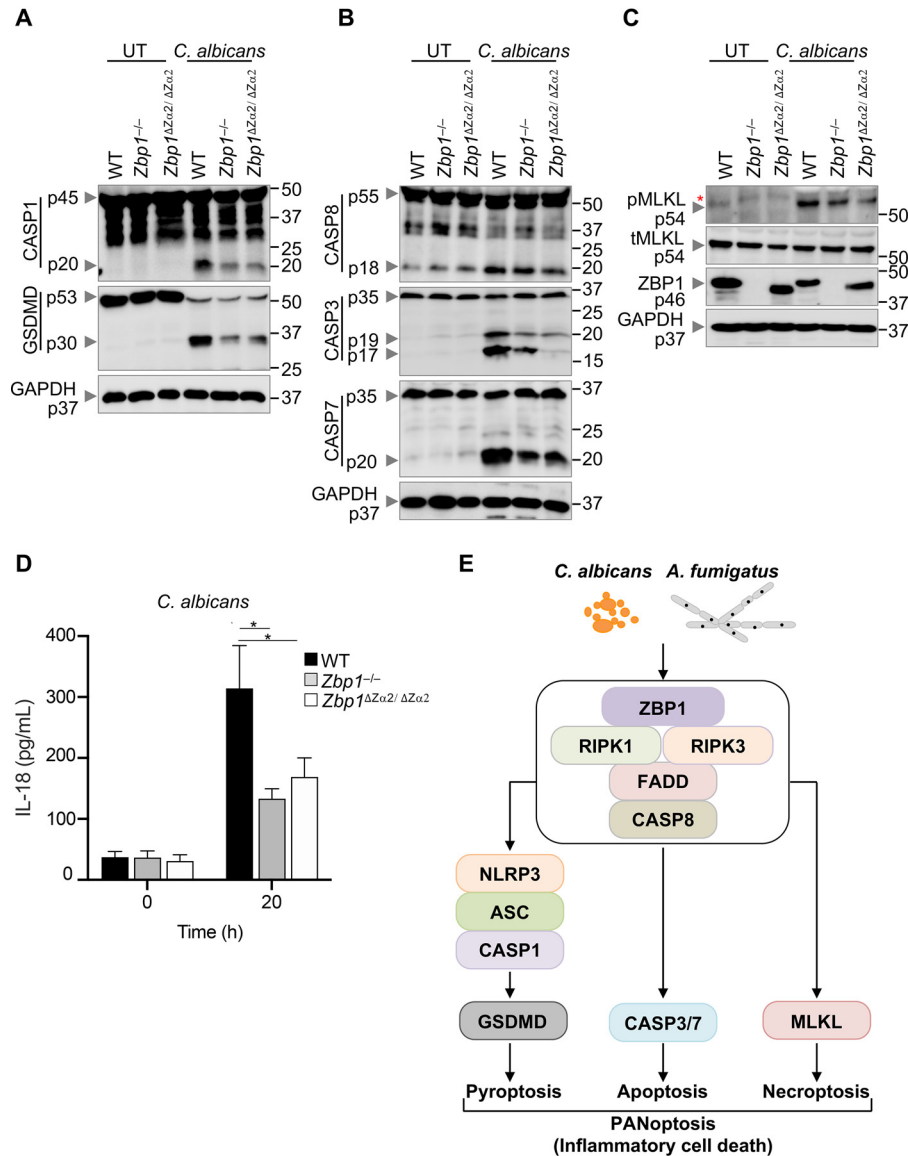 A
UT C. albicans
WT Zbp1–/– Zbp1ΔZα2/ ΔZα2 WT Zbp1–/– Zbp1ΔZα2/ ΔZα2
CASP1
p45
p20
50
37
25
20
GSDMD
p53
p30
50
37
25
GAPDH
p37
37
B
UT C. albicans
WT Zbp1–/– Zbp1ΔZα2/ ΔZα2 WT Zbp1–/– Zbp1ΔZα2/ ΔZα2
CASP8
p55
p18
50
37
25
20
CASP3
p35
p19
p17
37
25
20
15
CASP7
p35
p20
37
25
20
GAPDH
p37
37
C
UT C. albicans
WT Zbp1–/– Zbp1ΔZα2/ ΔZα2 WT Zbp1–/– Zbp1ΔZα2/ ΔZα2
pMLKL *
p54
50
tMLKL
p54
50
ZBP1
p46
50
37
GAPDH
p37
37
D
C. albicans
IL-18 (pg/mL)
400
300
200
100
0
*
*
WT
Zbp1–/–
Zbp1ΔZα2/ ΔZα2
0 20
Time (h)
E
C. albicans A. fumigatus
ZBP1
RIPK1 RIPK3
FADD
CASP8
NLRP3
ASC
CASP1
GSDMD CASP3/7 MLKL
Pyroptosis Apoptosis Necroptosis
PANoptosis
(Inflammatory cell death)